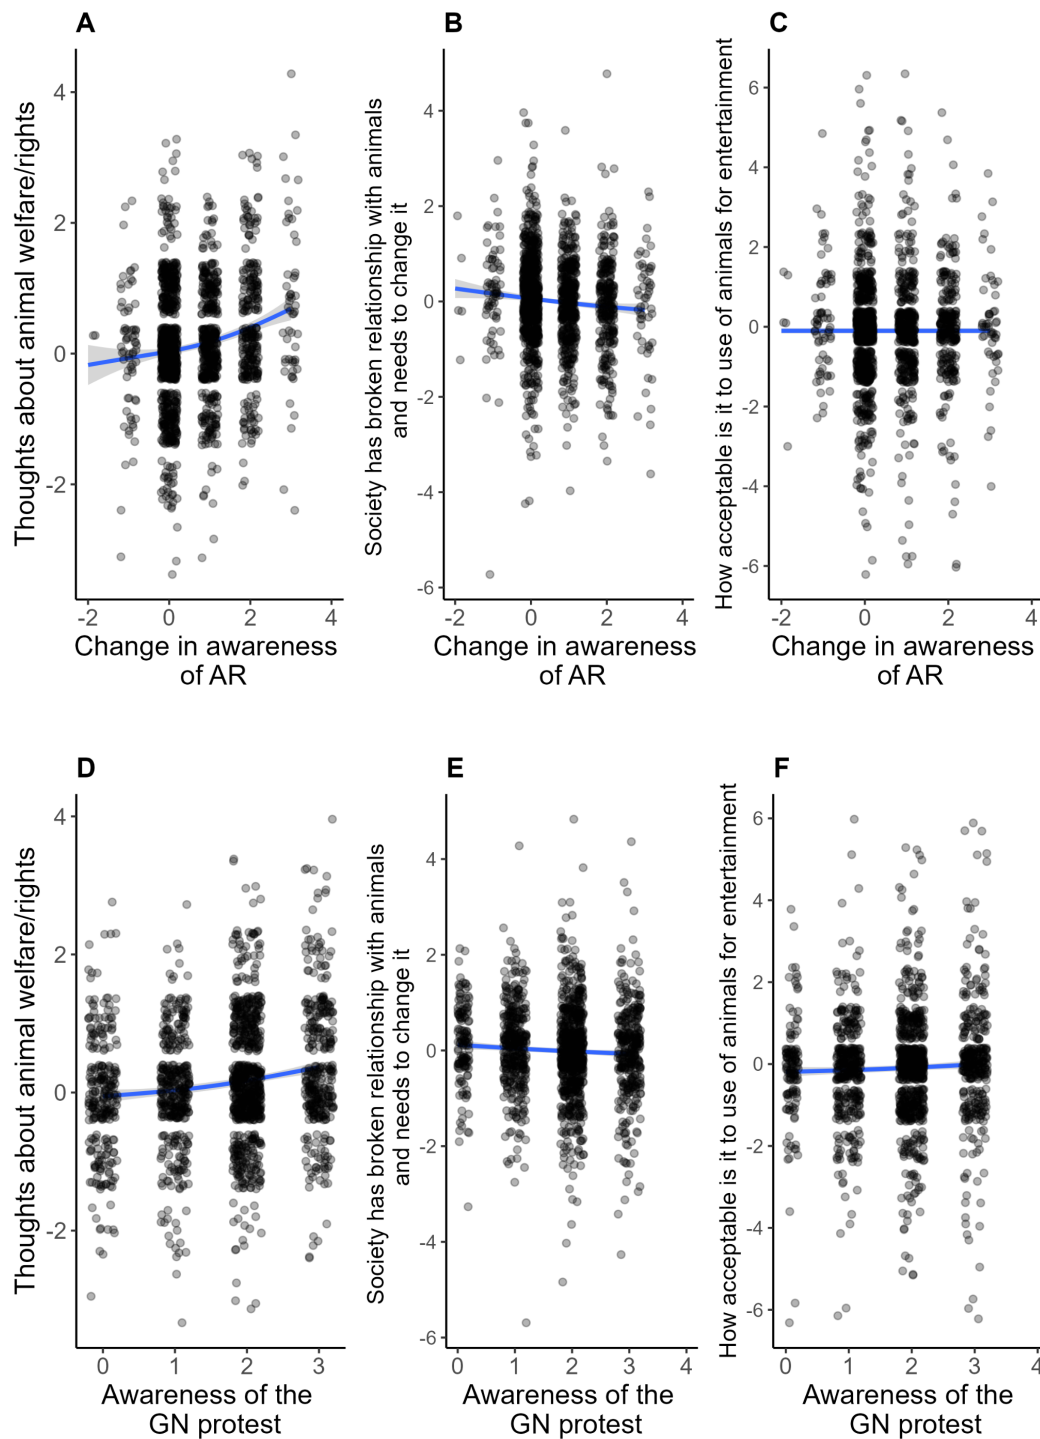 A
B
C
Thoughts about animal welfare/rights
4
2
0
-2
-2
0
2
4
Change in awareness
of AR
Society has broken relationship with animals
and needs to change it
4
2
0
-2
-4
-6
-2
0
2
4
Change in awareness
of AR
How acceptable is it to use of animals for entertainment
6
4
2
0
-2
-4
-6
-2
0
2
4
Change in awareness
of AR
D
E
F
Thoughts about animal welfare/rights
4
2
0
-2
0
1
2
3
Awareness of the
GN protest
Society has broken relationship with animals
and needs to change it
4
2
0
-2
-4
-6
0
1
2
3
4
Awareness of the
GN protest
How acceptable is it to use of animals for entertainment
6
4
2
0
-2
-4
-6
0
1
2
3
4
Awareness of the
GN protest